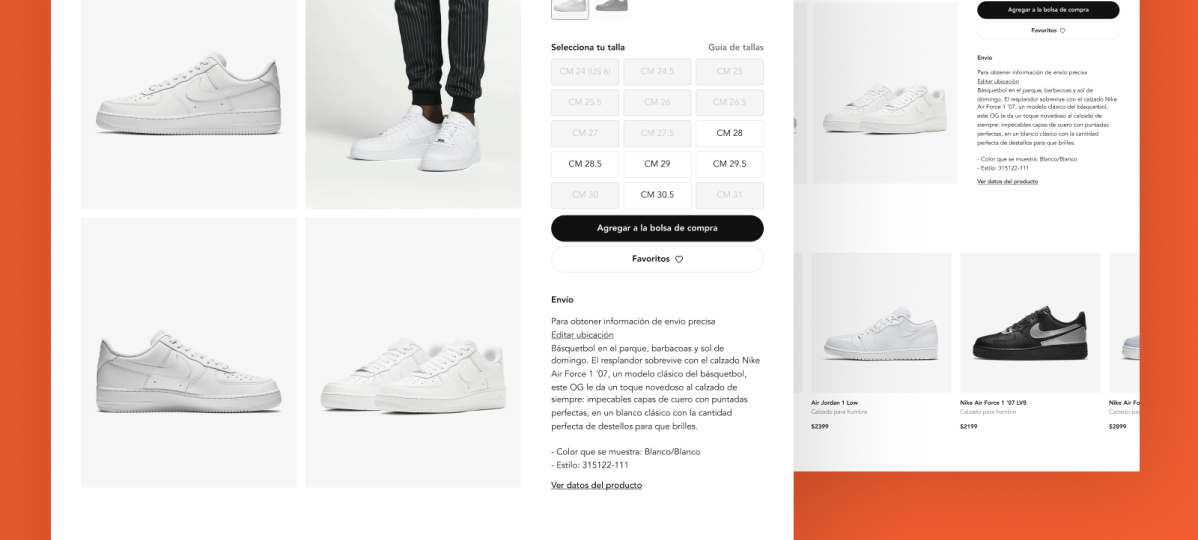 Selecciona tu talla
Guía de tallas
CM 24 (US 6)
CM 24.5
CM 25
CM 25.5
CM 26
CM 26.5
CM 27
CM 27.5
CM 28
CM 28.5
CM 29
CM 29.5
CM 30
CM 30.5
CM 31
Agregar a la bolsa de compra
Favoritos
Envío
Para obtener información de envío precisa
Editar ubicación
Básquetbol en el parque, barbacoas y sol de
domingo. El resplandor sobrevive con el calzado Nike
Air Force 1 '07, un modelo clásico del básquetbol,
este OG le da un toque novedoso al calzado de
siempre: impecables capas de cuero con puntadas
perfectas, en un blanco clásico con la cantidad
perfecta de destellos para que brilles.
- Color que se muestra: Blanco/Blanco
- Estilo: 315122-111
Ver datos del producto
Agregar a la bolsa de compra
Favoritos
Envío
Para obtener información de envío precisa
Editar ubicación
Básquetbol en el parque, barbacoas y sol de
domingo. El resplandor sobrevive con el calzado Nike
Air Force 1 '07, un modelo clásico del básquetbol,
este OG le da un toque novedoso al calzado de
siempre: impecables capas de cuero con puntadas
perfectas, en un blanco clásico con la cantidad
perfecta de destellos para que brilles.
- Color que se muestra: Blanco/Blanco
- Estilo: 315122-111
Ver datos del producto
Air Jordan 1 Low
Calzado para hombre
$2399
Nike Air Force 1 '07 LV8
Calzado para hombre
$2199
Nike Air Fo
Calzado pa
$2899